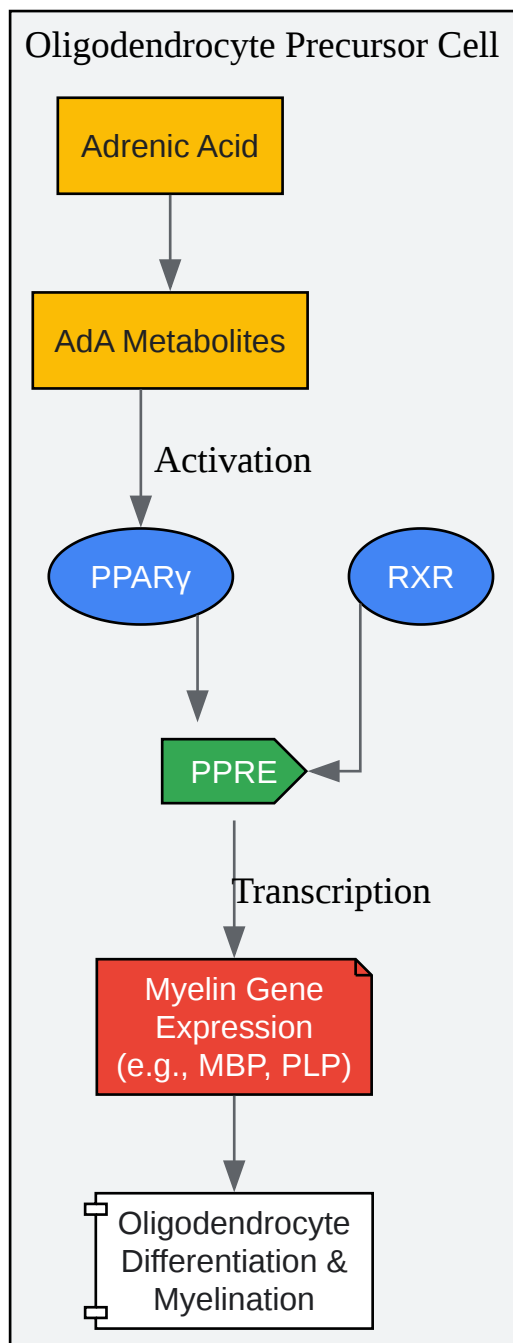 Oligodendrocyte Precursor Cell
Adrenic Acid
AdA Metabolites
Activation
PPARγ
RXR
PPRE
Transcription
Myelin Gene
Expression
(e.g., MBP, PLP)
Oligodendrocyte
Differentiation &
Myelination